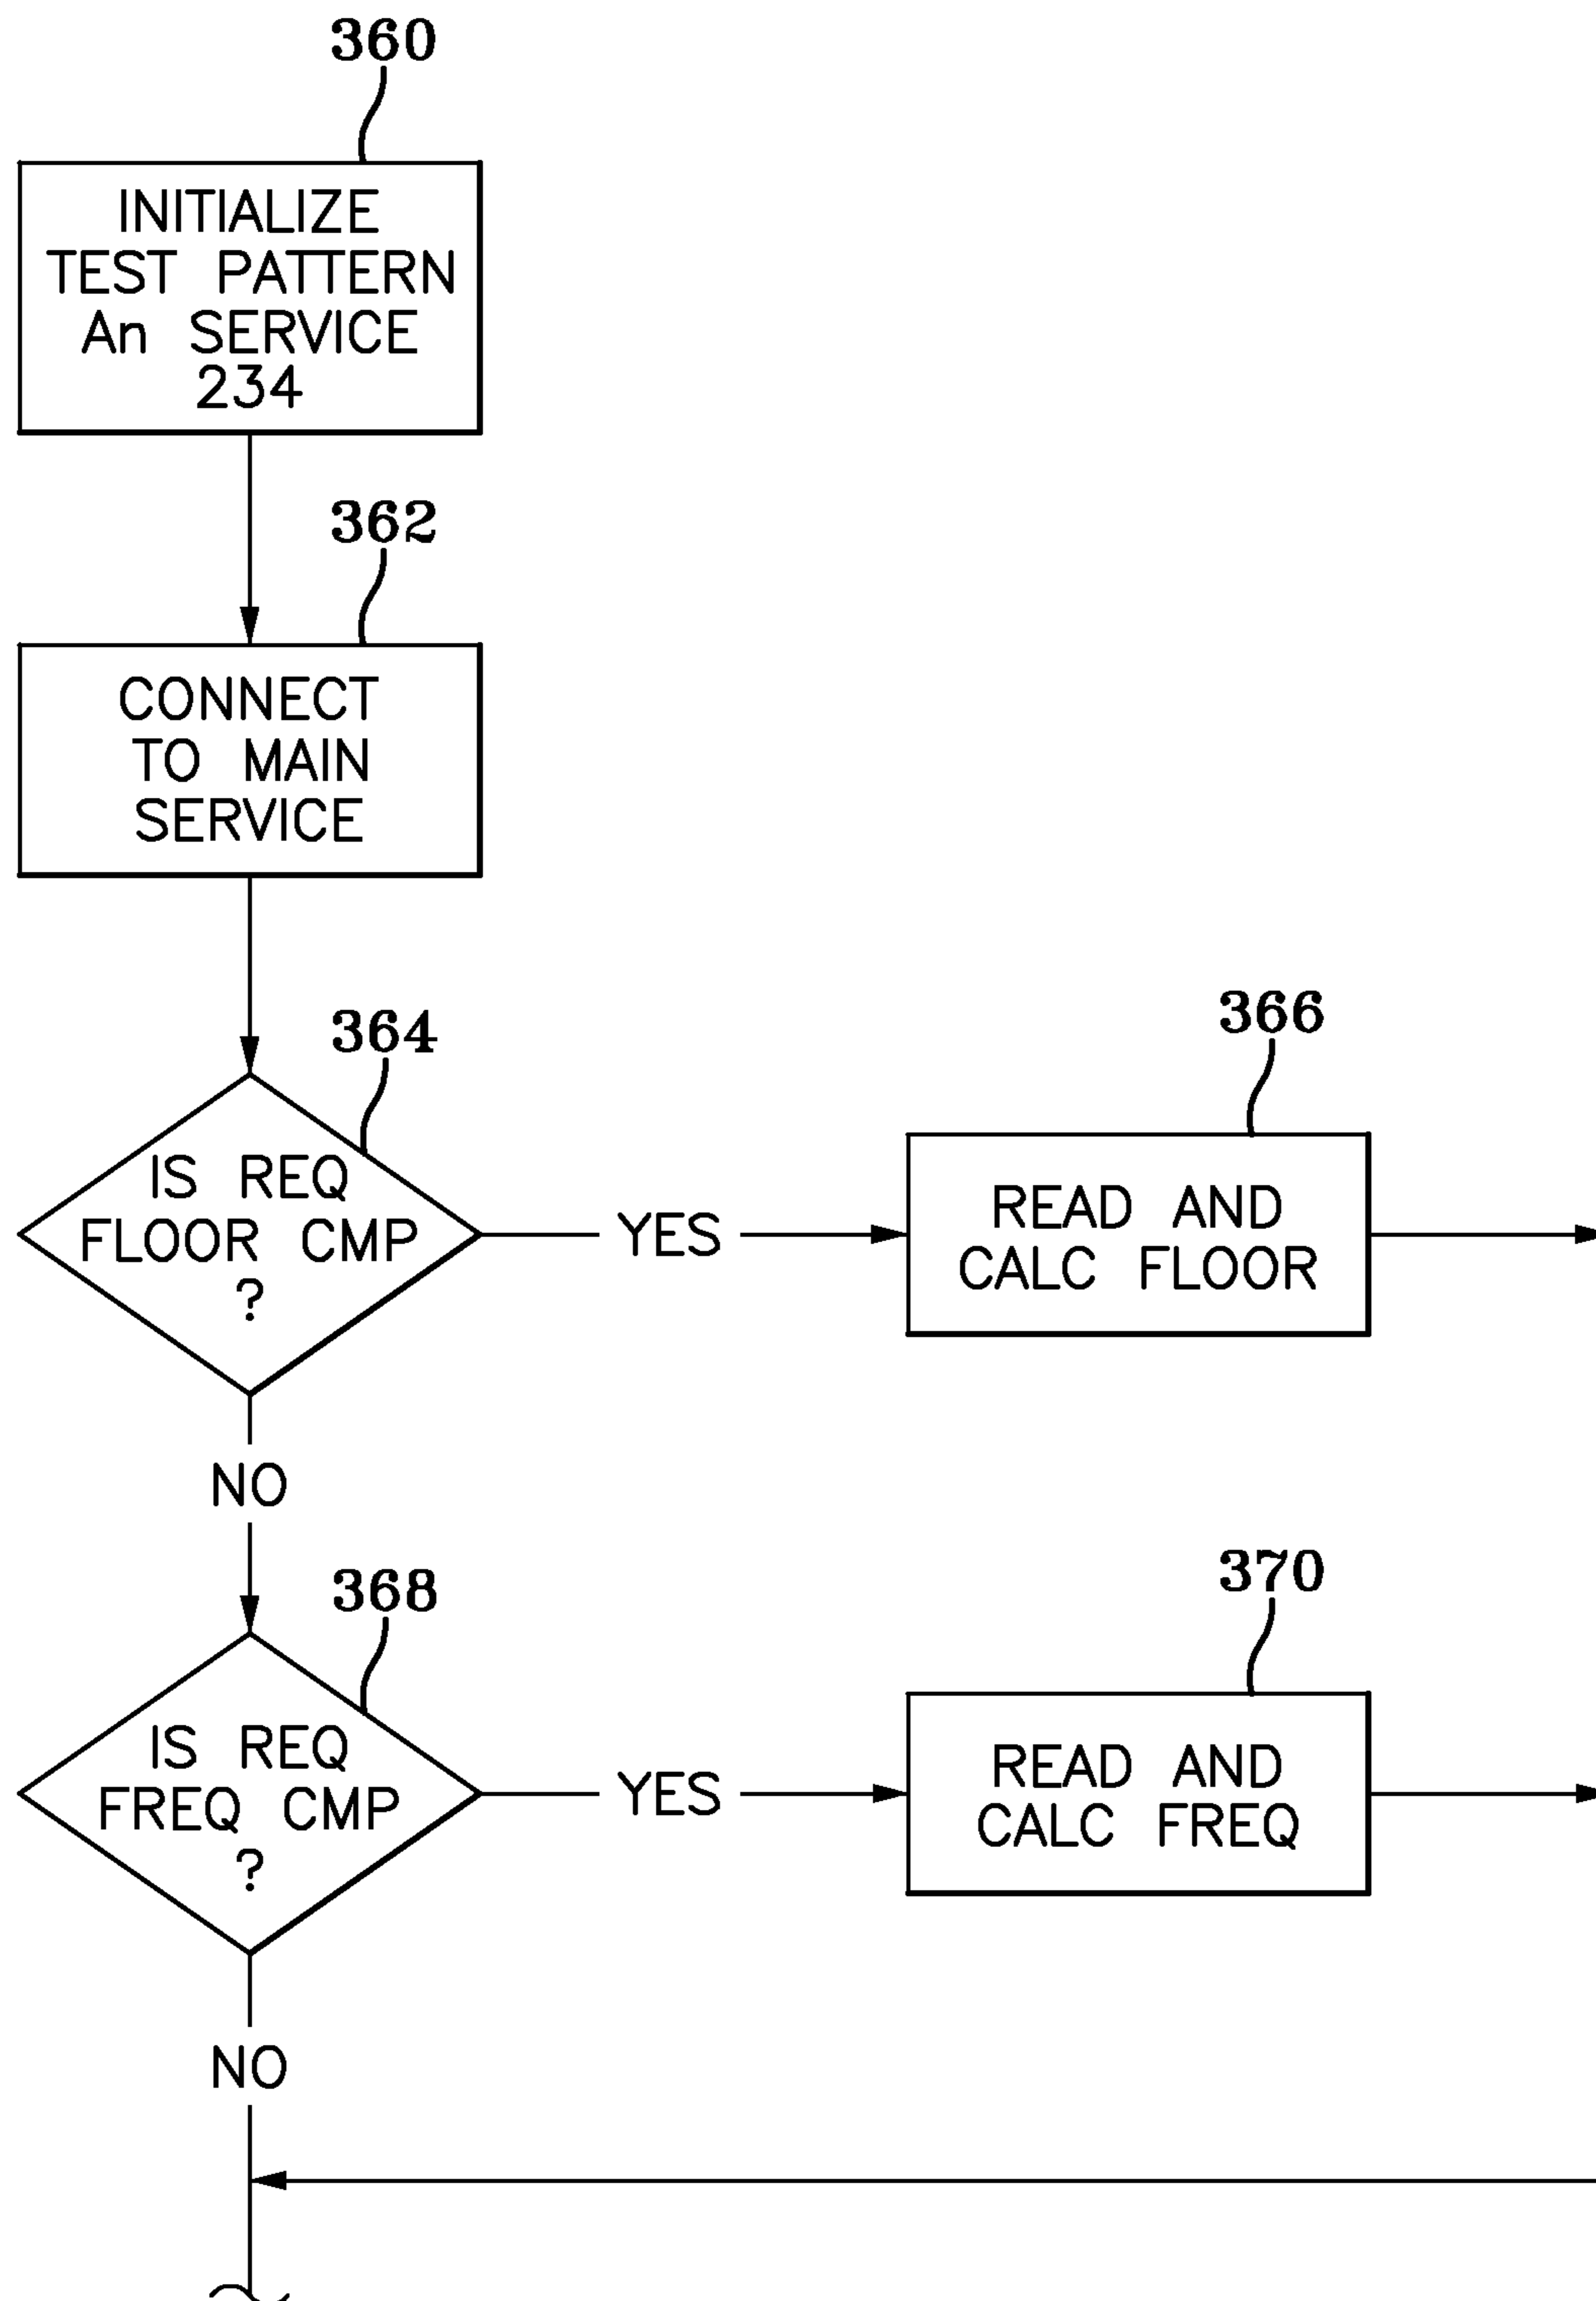 360
INITIALIZE
TEST PATTERN
An SERVICE
234
362
CONNECT
TO MAIN
SERVICE
364
IS REQ
FLOOR CMP
?
YES
366
READ AND
CALC FLOOR
NO
368
IS REQ
FREQ CMP
?
YES
370
READ AND
CALC FREQ
NO